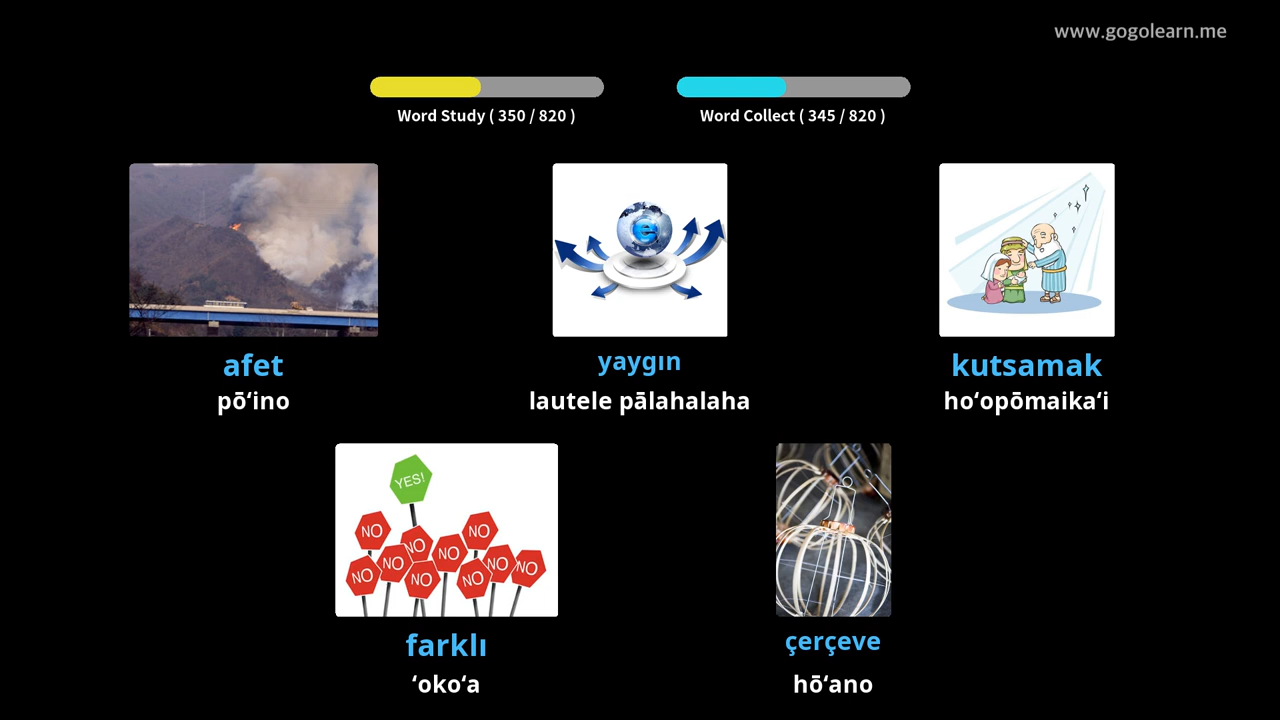 www.gogolearn.me
Word Study ( 350 / 820 )
Word Collect ( 345 / 820 )
afet
pōʻino
yaygın
lautele pālahalaha
kutsamak
hoʻopōmaikaʻi
e
YES!
NO
NO
NO
NO
NO
NO
NO
NO
NO
NO
farklı
ʻokoʻa
çerçeve
hōʻano